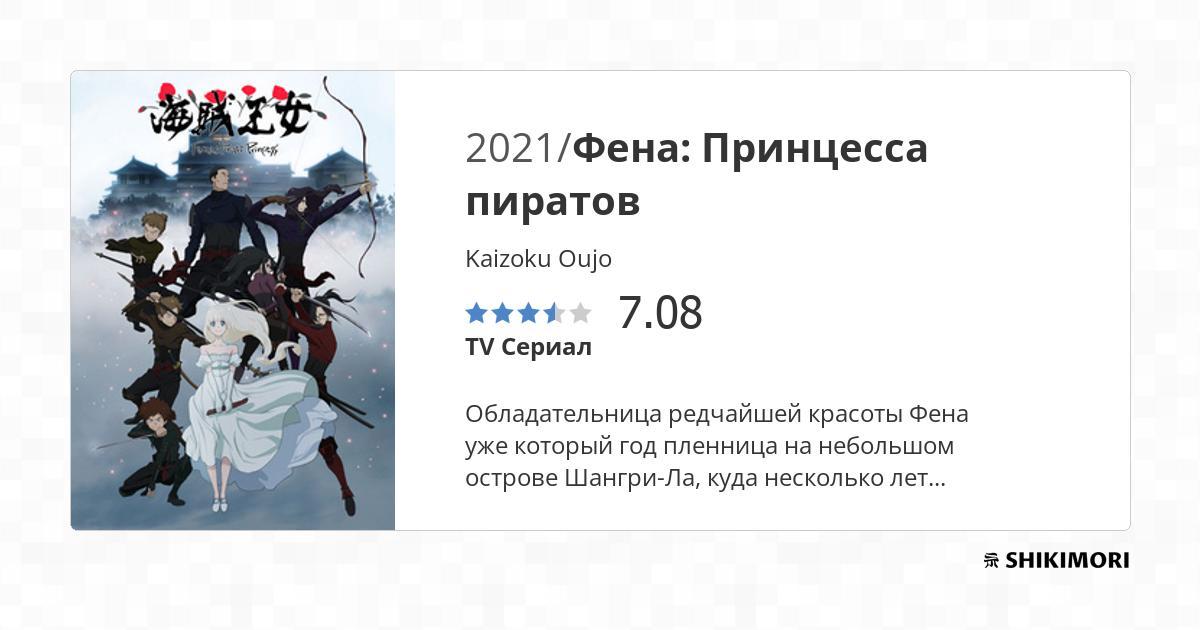 海賊王女
Fena: Pirate Princess
2021/Фена: Принцесса
пиратов
Kaizoku Oujo
7.08
TV Сериал
Обладательница редчайшей красоты Фена
уже который год пленница на небольшом
острове Шангри-Ла, куда несколько лет...
SHIKIMORI